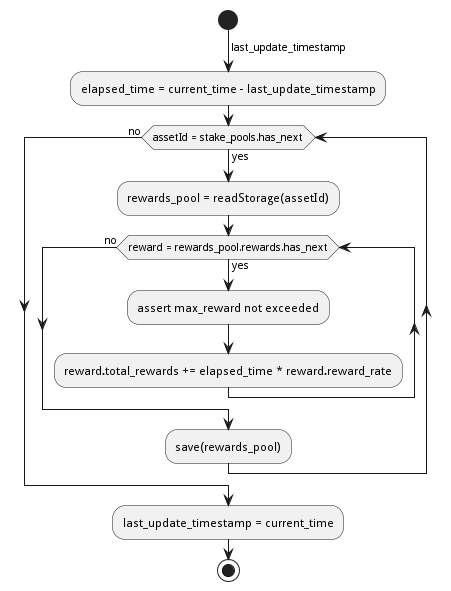 last_update_timestamp
elapsed_time = current_time - last_update_timestamp
no
assetId = stake_pools.has_next
yes
rewards_pool = readStorage(assetId)
no
reward = rewards_pool.rewards.has_next
yes
assert max_reward not exceeded
reward.total_rewards += elapsed_time * reward.reward_rate
save(rewards_pool)
last_update_timestamp = current_time